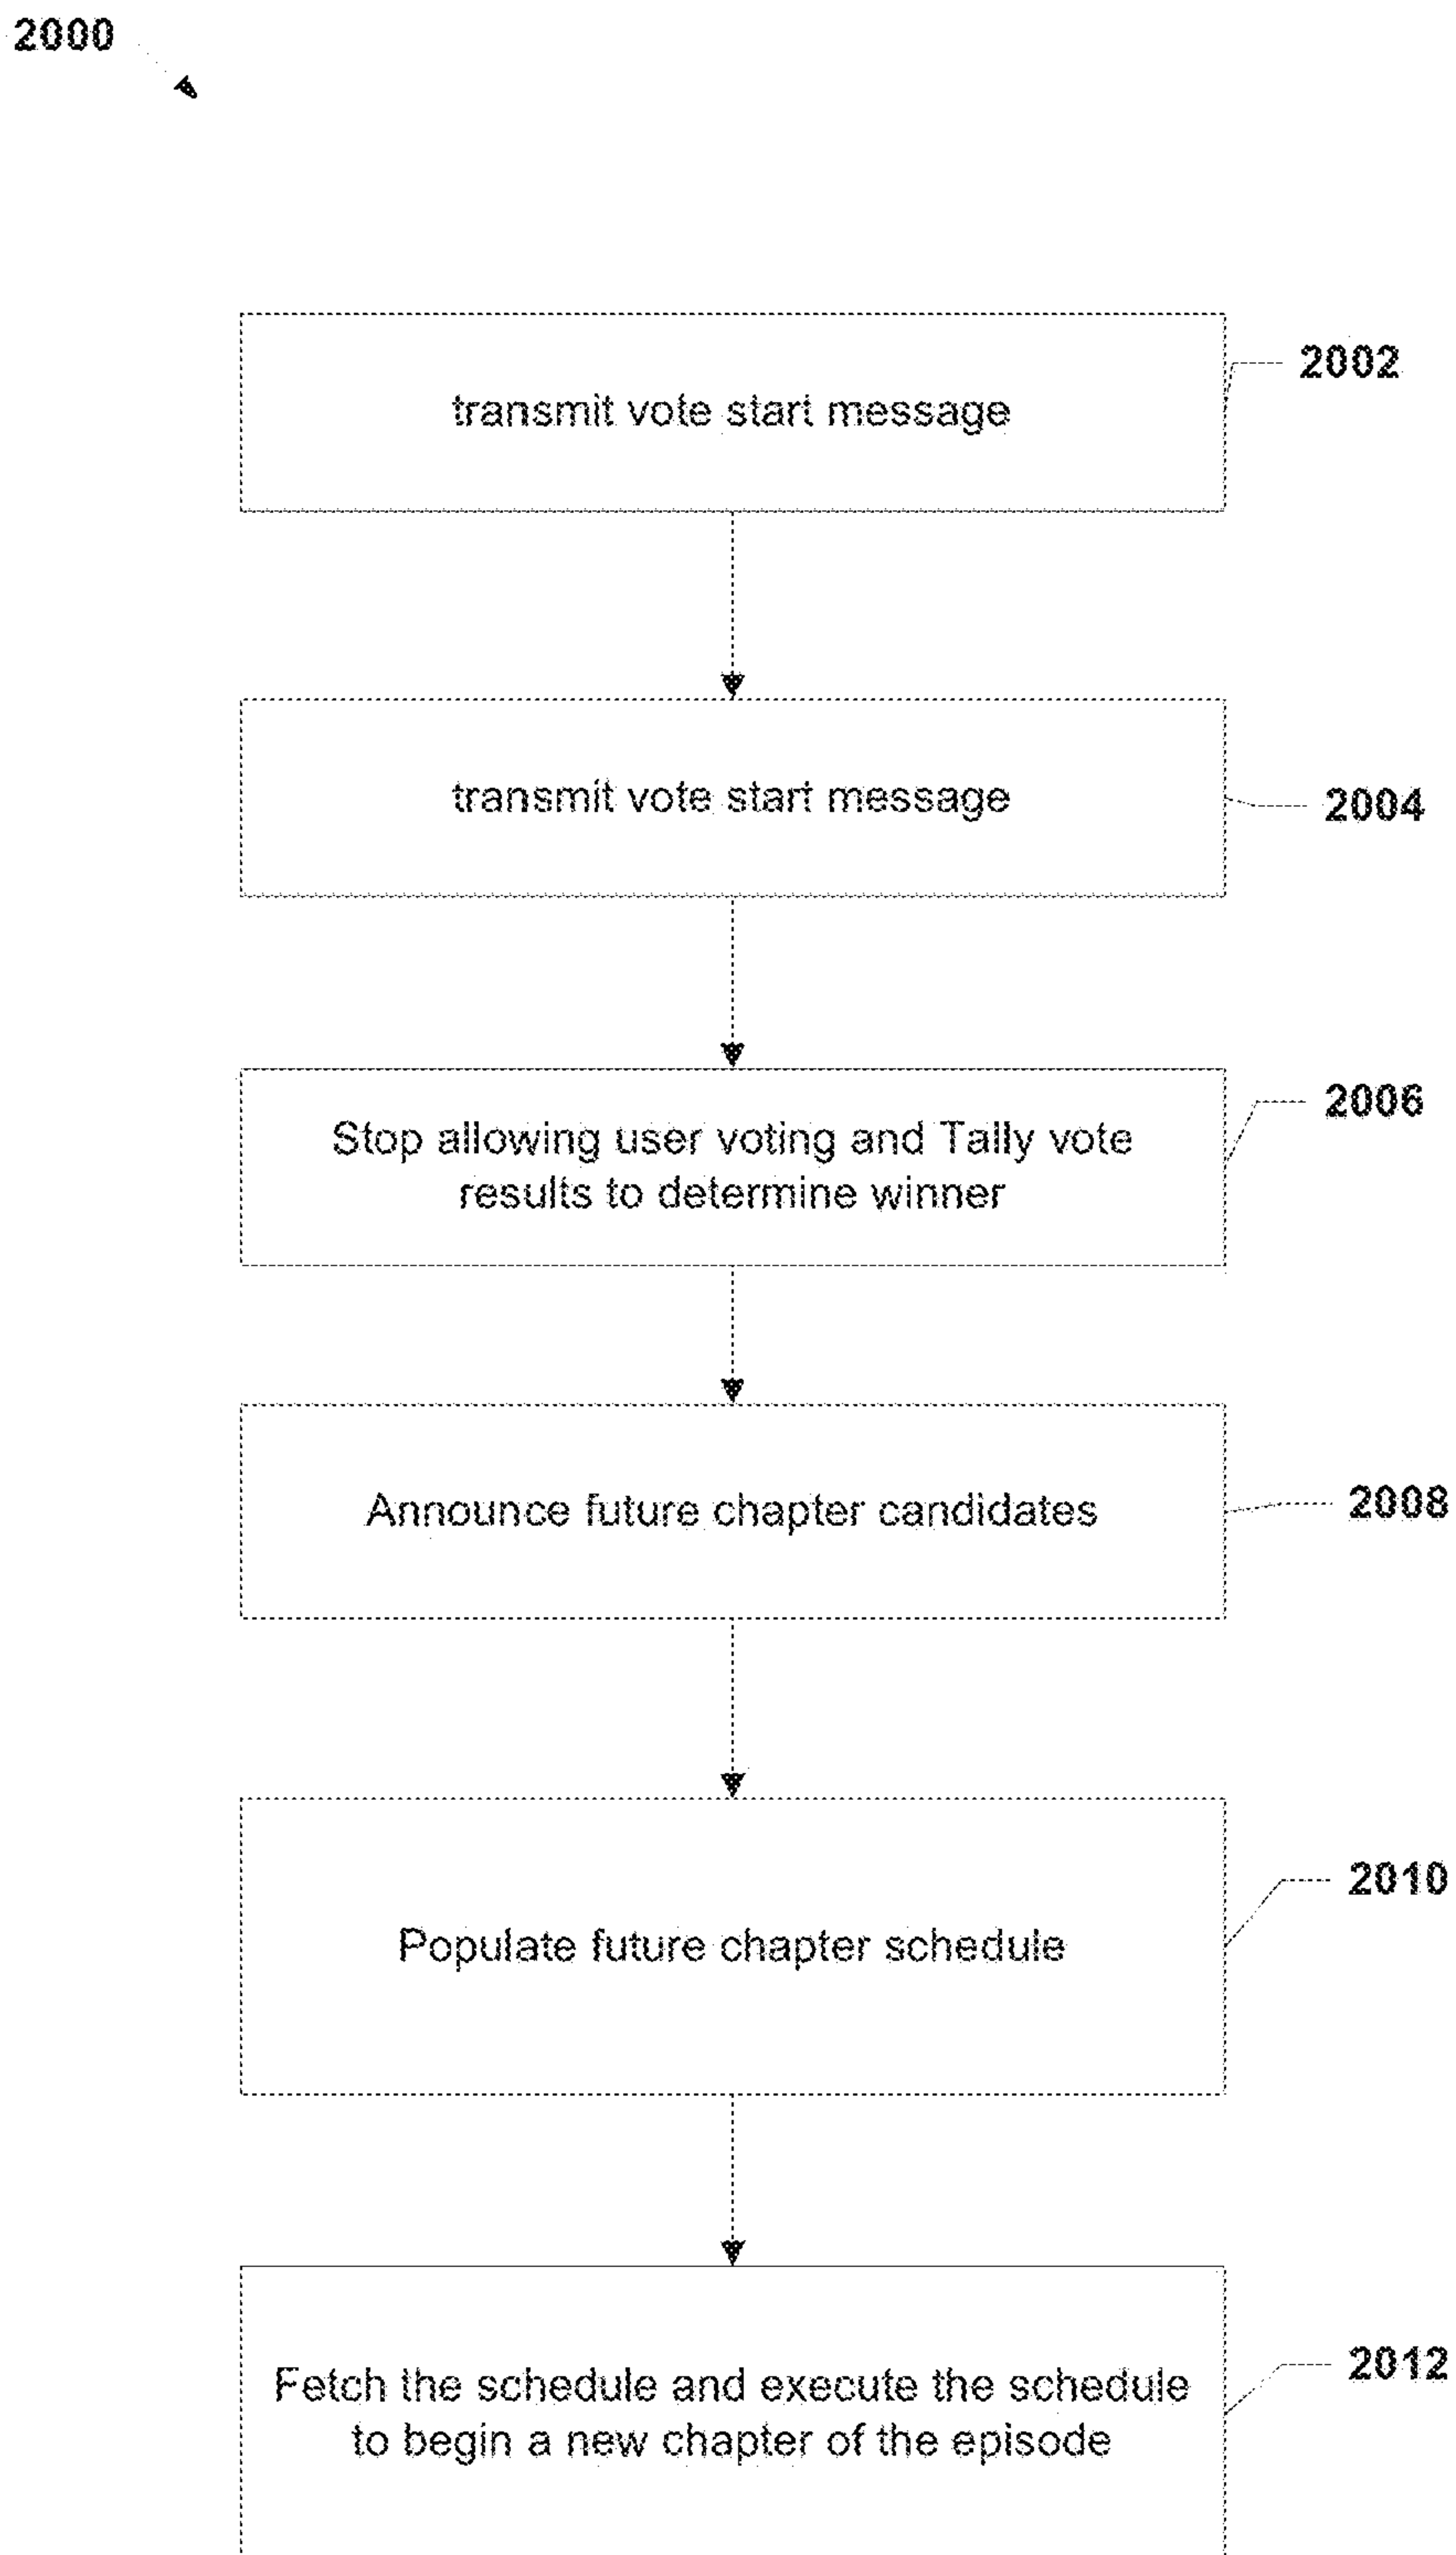 2000
transmit vote start message
2002
transmit vote start message
2004
Stop allowing user voting and Tally vote
results to determine winner
2006
Announce future chapter candidates
2008
Populate future chapter schedule
2010
Fetch the schedule and execute the schedule
to begin a new chapter of the episode
2012